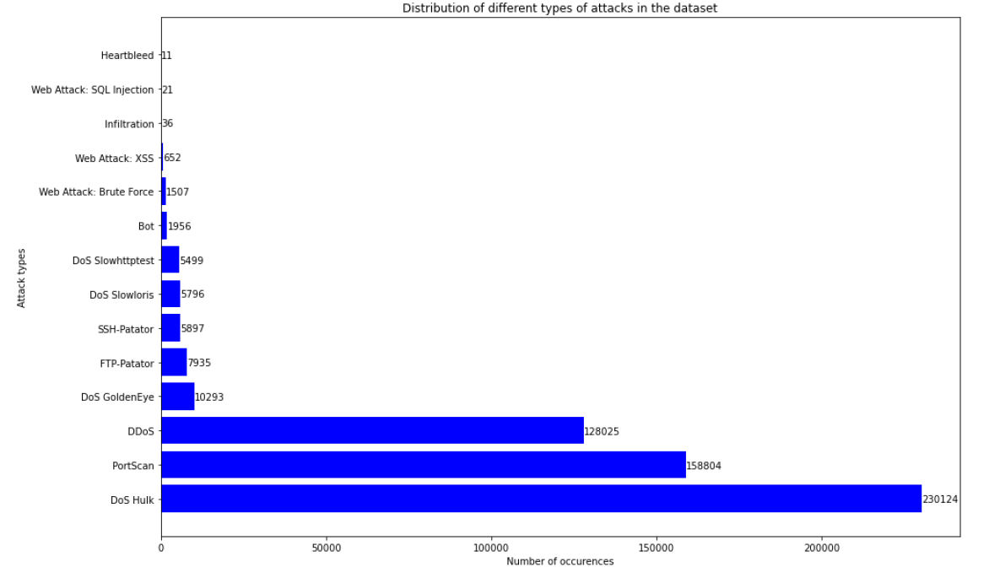 Distribution of different types of attacks in the dataset
Heartbleed 11
Web Attack: SQL Injection 21
Infiltration 36
Web Attack: XSS 652
Web Attack: Brute Force 1507
Bot 1956
DoS Slowhttptest 5499
DoS Slowloris 5796
SSH-Patator 5897
FTP-Patator 7935
DoS GoldenEye 10293
DDoS 128025
PortScan 158804
DoS Hulk 230124
Attack types
0 50000 100000 150000 200000
Number of occurences